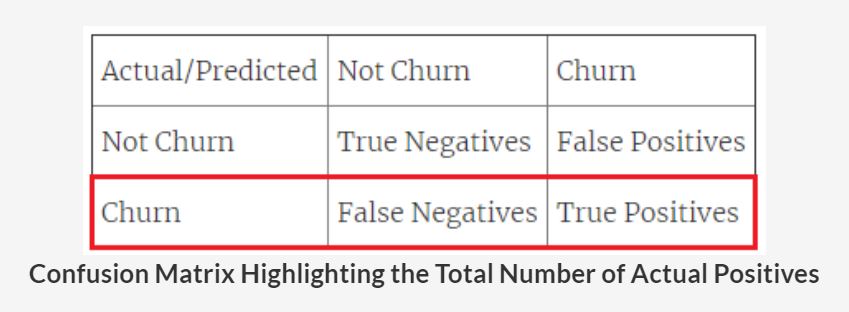 Actual/Predicted Not Churn Churn
Not Churn True Negatives False Positives
Churn False Negatives True Positives
Confusion Matrix Highlighting the Total Number of Actual Positives